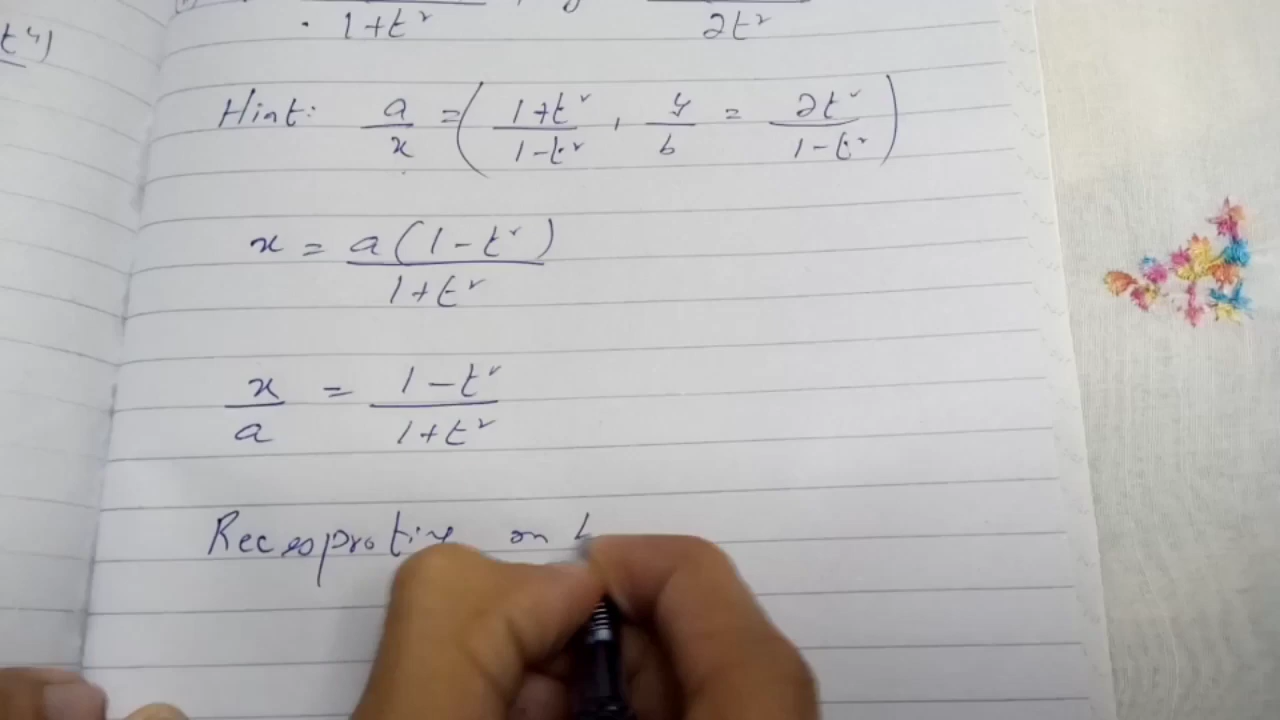 t⁴)
1+t² , y 2t²
Hint: a/x = ( 1+t²/1-t² , y/b = 2t²/1-t² )
x = a(1-t²)/1+t²
x/a = 1-t²/1+t²
on